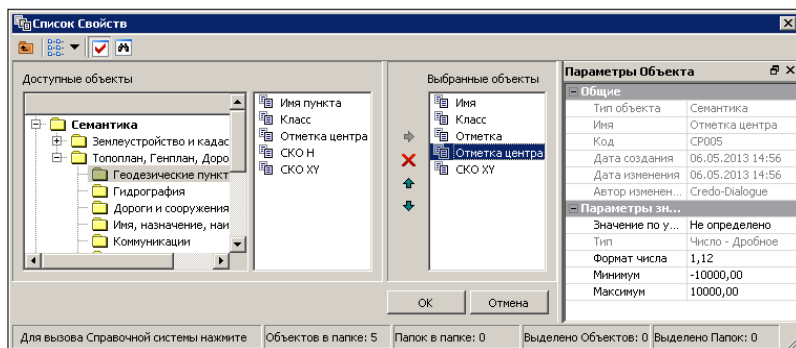 Список Свойств
Доступные объекты
Семантика
Землеустройство и кадас
Топоплан, Генплан, Доро
Геодезические пункт
Гидрография
Дороги и сооружения
Имя, назначение, наи
Коммуникации
Имя пункта
Класс
Отметка центра
СКО H
СКО XY
Выбранные объекты
Имя
Класс
Отметка
Отметка центра
СКО XY
OK
Отмена
Параметры Объекта
Общие
Тип объекта Семантика
Имя Отметка центра
Код CP005
Дата создания 06.05.2013 14:56
Дата изменения 06.05.2013 14:56
Автор изменен... Credo-Dialogue
Параметры зн...
Значение по у... Не определено
Тип Число - Дробное
Формат числа 1,12
Минимум -10000,00
Максимум 10000,00
Для вызова Справочной системы нажмите Объектов в папке: 5 Папок в папке: 0 Выделено Объектов: 0 Выделено Папок: 0